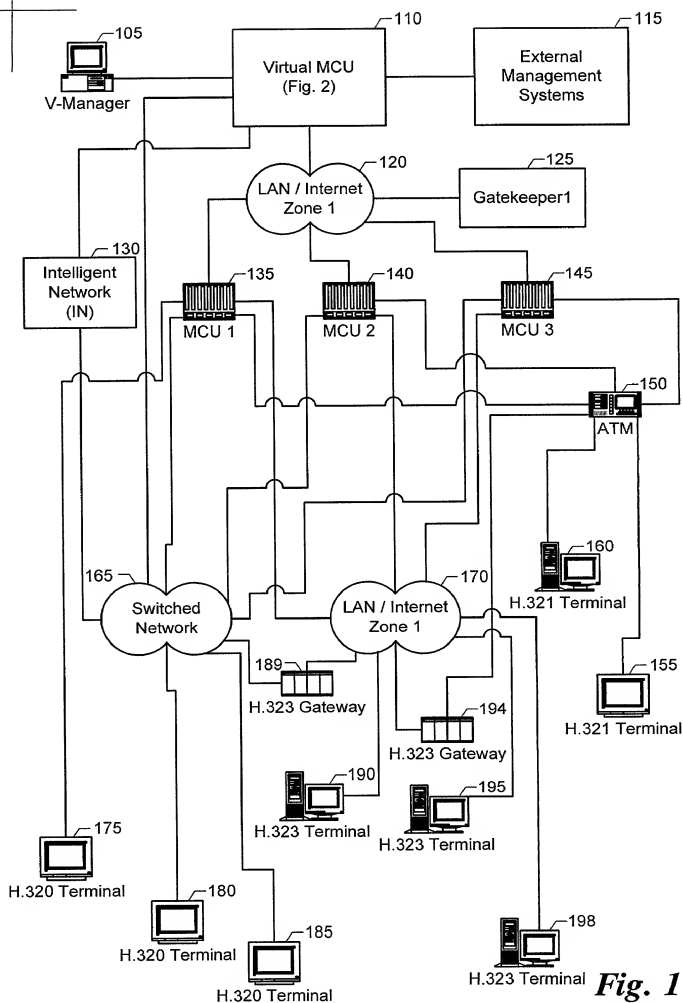 105
110
115
V-Manager
Virtual MCU
(Fig. 2)
External
Management
Systems
120
125
LAN / Internet
Zone 1
Gatekeeper1
130
135
140
145
Intelligent
Network
(IN)
MCU 1
MCU 2
MCU 3
150
ATM
160
H.321 Terminal
165
170
Switched
Network
LAN / Internet
Zone 1
155
H.321 Terminal
189
H.323 Gateway
194
H.323 Gateway
190
H.323 Terminal
195
H.323 Terminal
175
H.320 Terminal
180
H.320 Terminal
185
H.320 Terminal
198
H.323 Terminal
Fig. 1